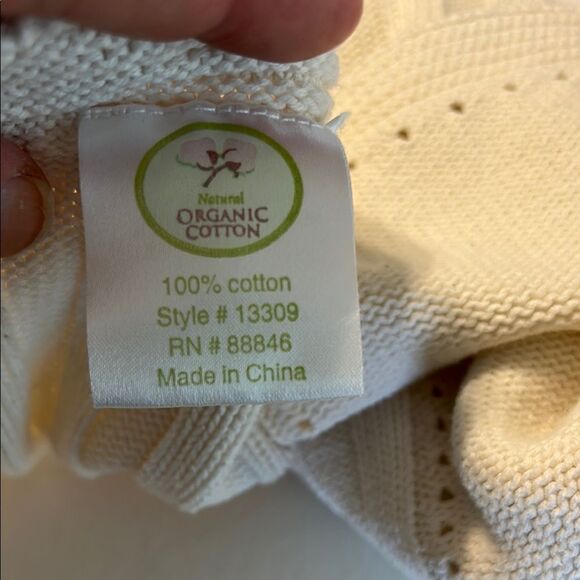 Natural
ORGANIC
COTTON
100% cotton
Style # 13309
RN # 88846
Made in China